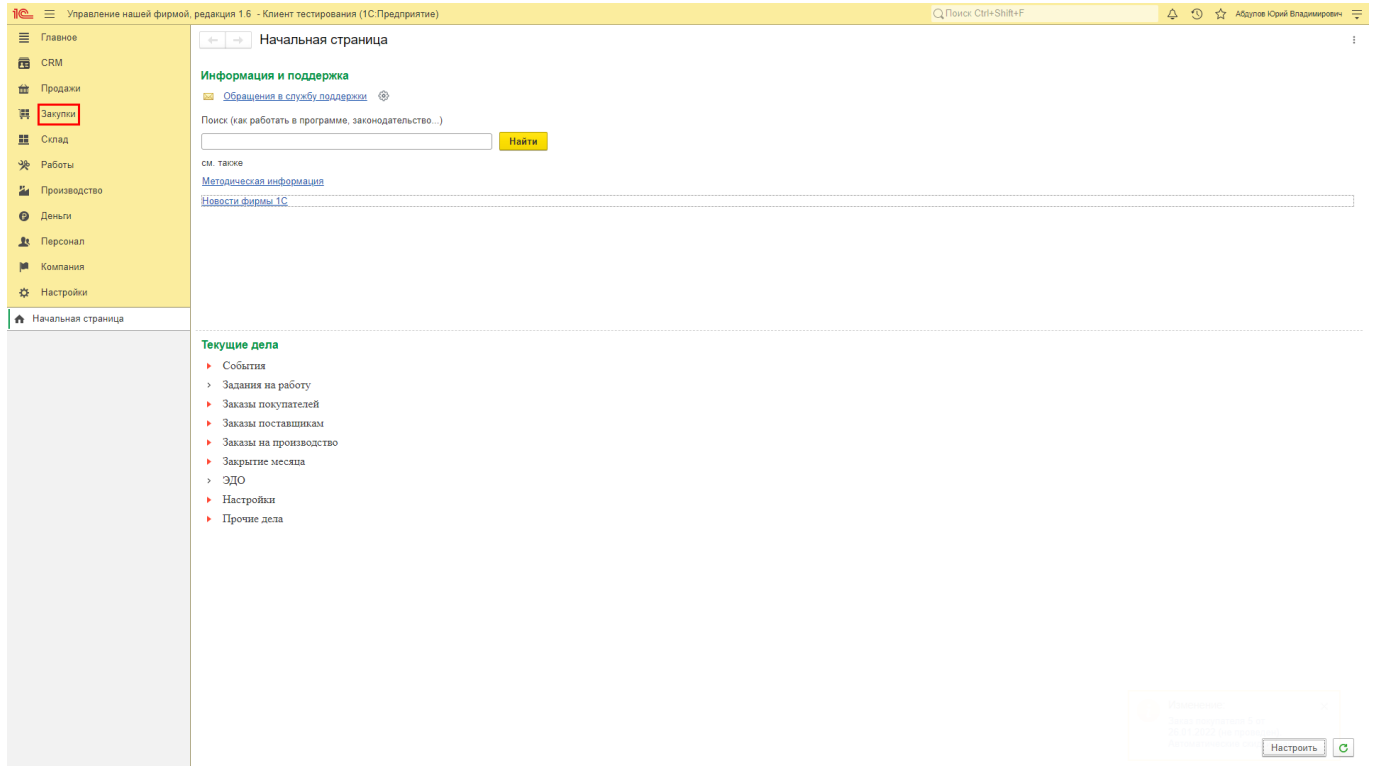 1С Управление нашей фирмой, редакция 1.6 - Клиент тестирования (1С:Предприятие) Поиск Ctrl+Shift+F Абдулов Юрий Владимирович
Главное
CRM
Продажи
Закупки
Склад
Работы
Производство
Деньги
Персонал
Компания
Настройки
Начальная страница
Начальная страница
Информация и поддержка
Обращения в службу поддержки
Поиск (как работать в программе, законодательство...)
Найти
см. также
Методическая информация
Новости фирмы 1С
Текущие дела
События
Задания на работу
Заказы покупателей
Заказы поставщикам
Заказы на производство
Закрытие месяца
ЭДО
Настройки
Прочие дела
Настроить